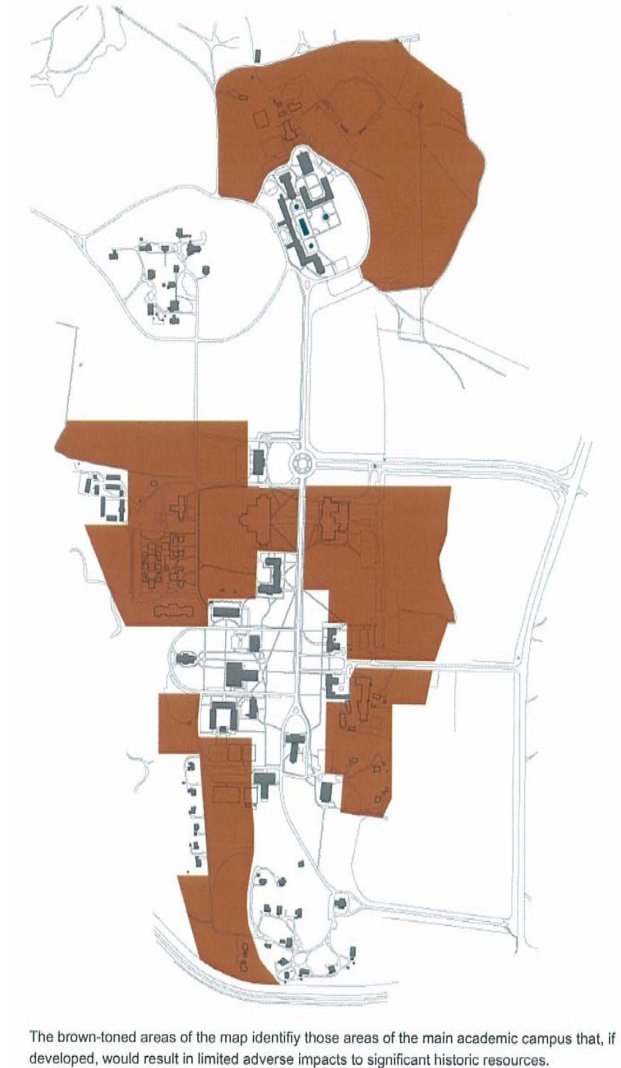 The brown-toned areas of the map identifiy those areas of the main academic campus that, if
developed, would result in limited adverse impacts to significant historic resources.